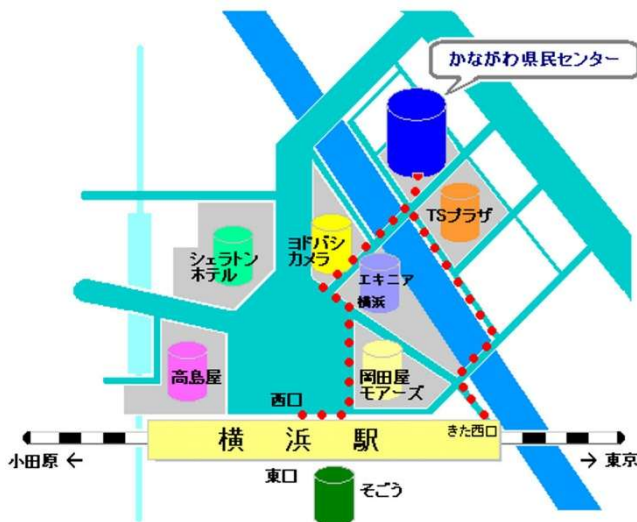 かながわ県民センター
TSプラザ
ヨドバシ
カメラ
シェラトン
ホテル
エキニア
横浜
高島屋
岡田屋
モアーズ
西口
きた西口
横浜駅
小田原 ←
→ 東京
東口
そごう